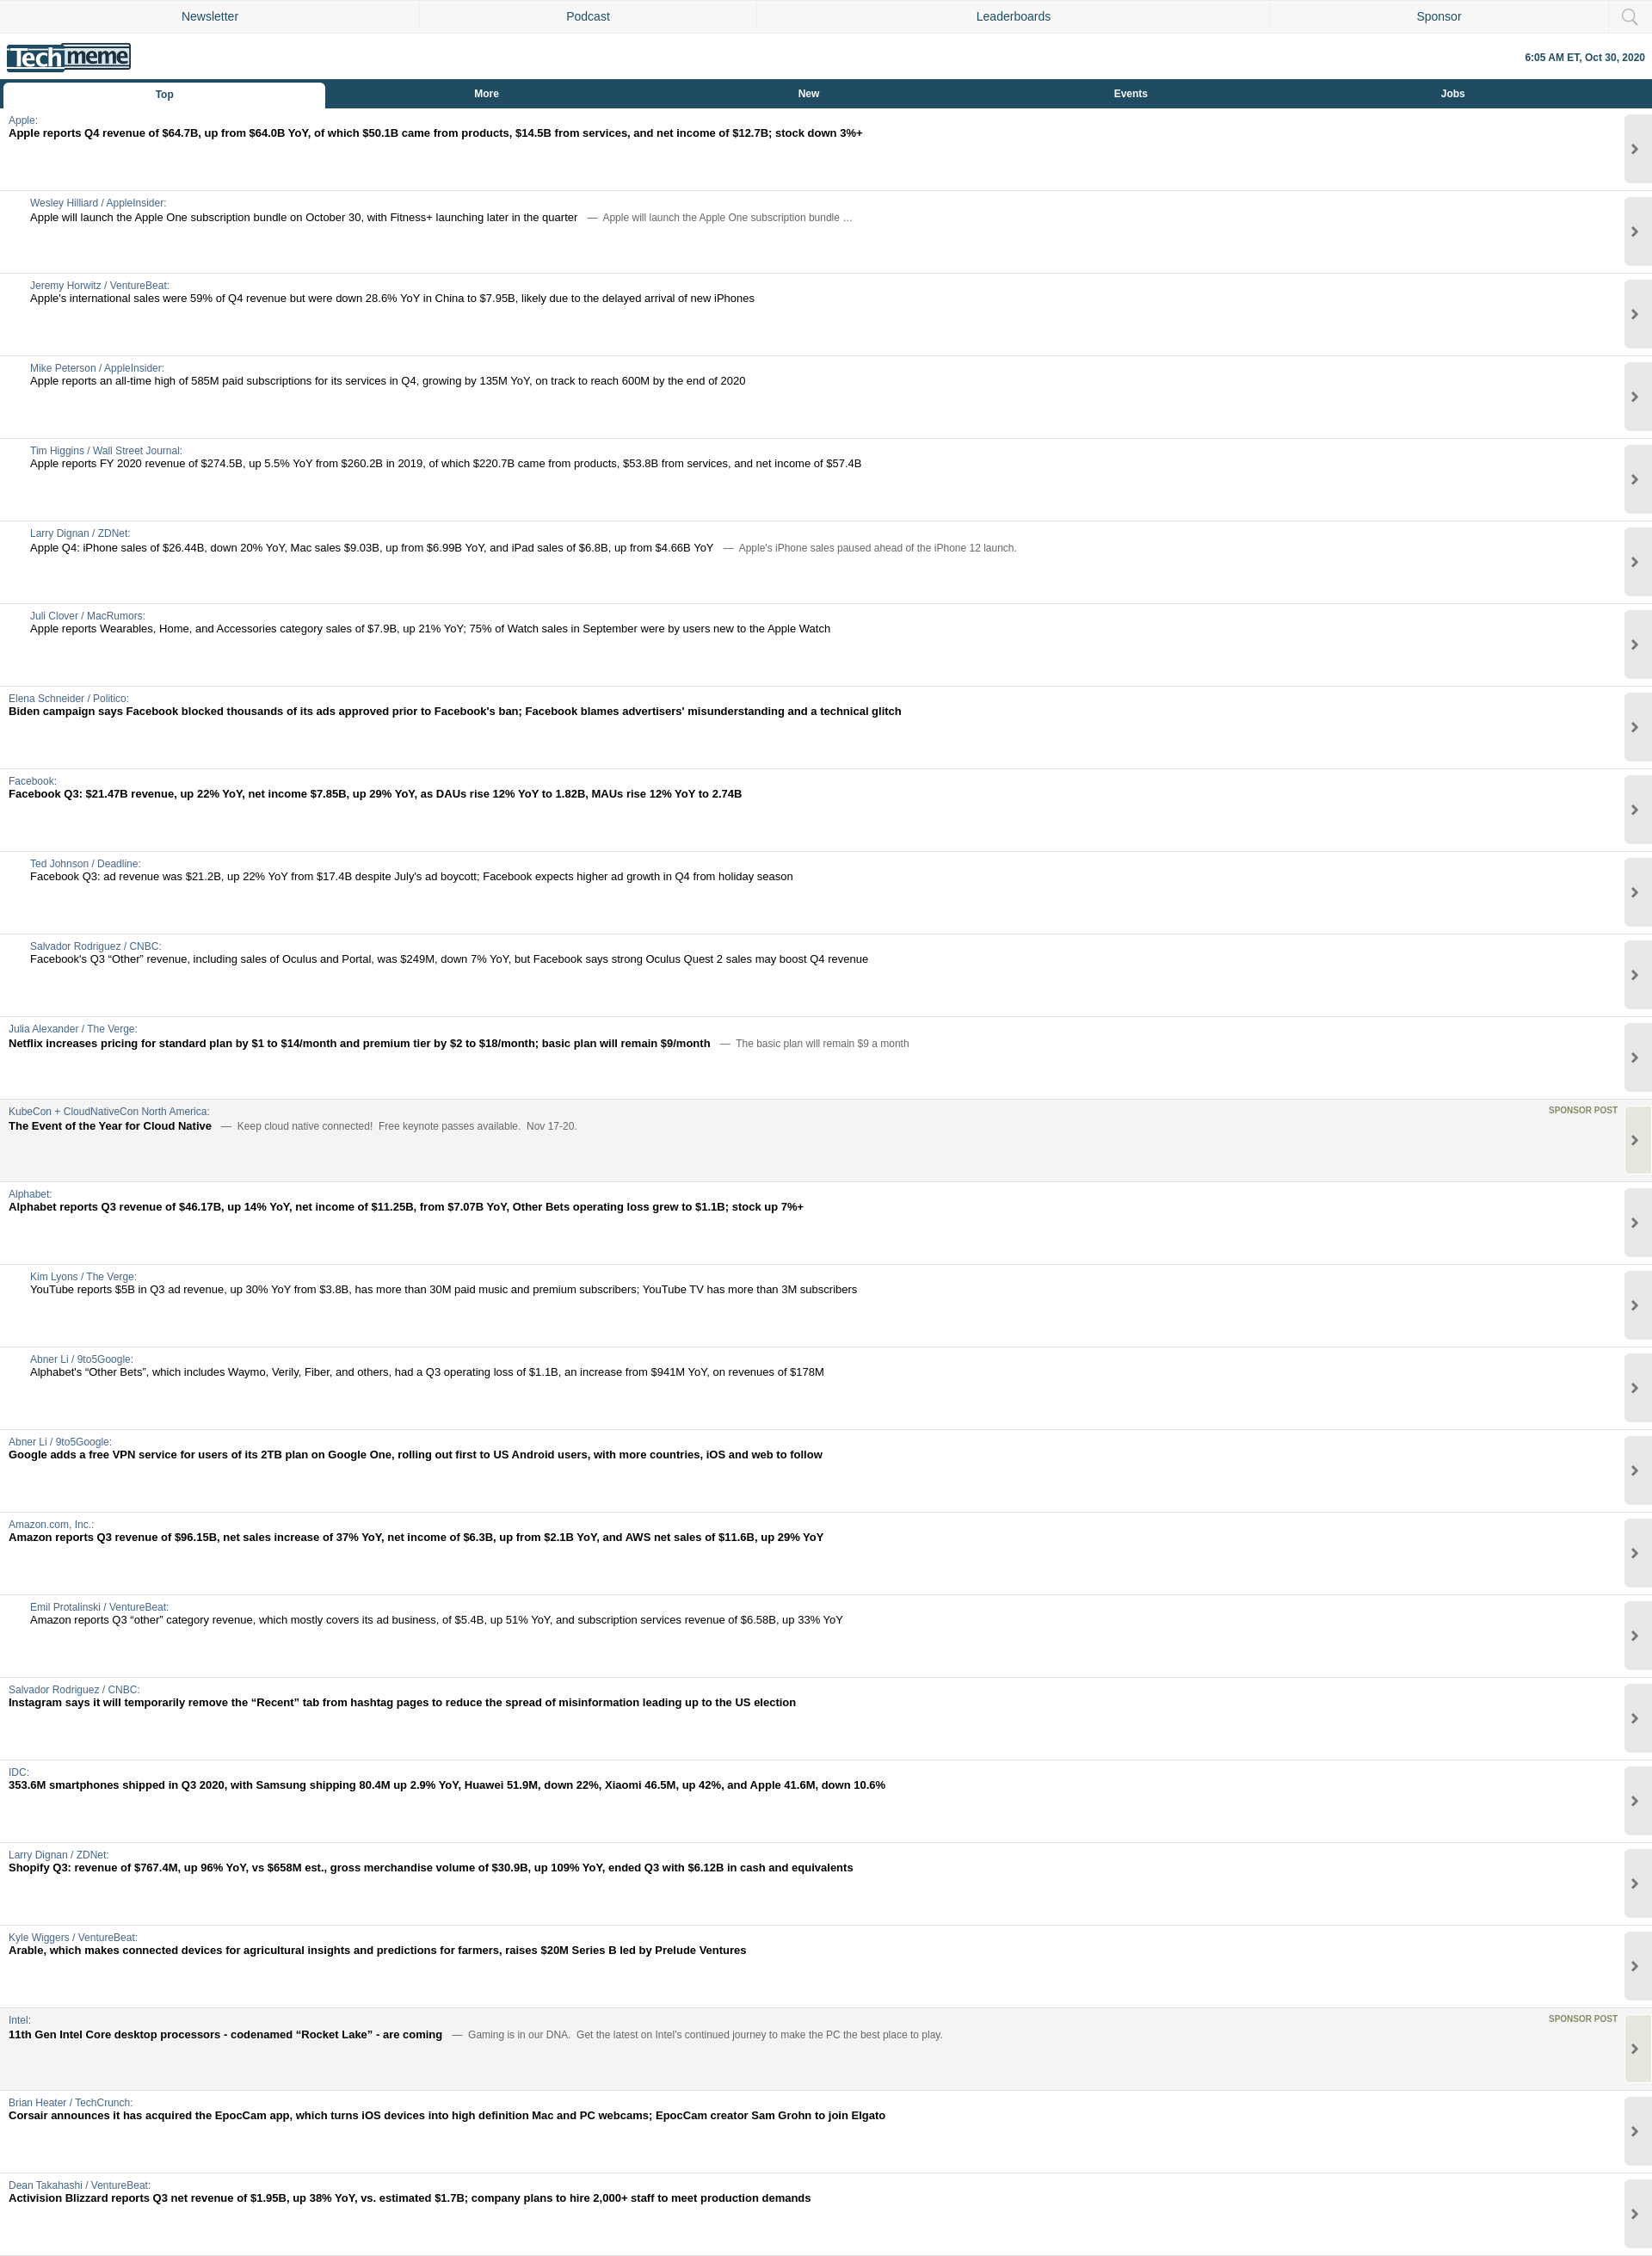 Newsletter Podcast Leaderboards Sponsor
Techmeme
6:05 AM ET, Oct 30, 2020
Top More New Events Jobs
Apple:
Apple reports Q4 revenue of $64.7B, up from $64.0B YoY, of which $50.1B came from products, $14.5B from services, and net income of $12.7B; stock down 3%+
Wesley Hilliard / AppleInsider:
Apple will launch the Apple One subscription bundle on October 30, with Fitness+ launching later in the quarter — Apple will launch the Apple One subscription bundle …
Jeremy Horwitz / VentureBeat:
Apple's international sales were 59% of Q4 revenue but were down 28.6% YoY in China to $7.95B, likely due to the delayed arrival of new iPhones
Mike Peterson / AppleInsider:
Apple reports an all-time high of 585M paid subscriptions for its services in Q4, growing by 135M YoY, on track to reach 600M by the end of 2020
Tim Higgins / Wall Street Journal:
Apple reports FY 2020 revenue of $274.5B, up 5.5% YoY from $260.2B in 2019, of which $220.7B came from products, $53.8B from services, and net income of $57.4B
Larry Dignan / ZDNet:
Apple Q4: iPhone sales of $26.44B, down 20% YoY, Mac sales $9.03B, up from $6.99B YoY, and iPad sales of $6.8B, up from $4.66B YoY — Apple's iPhone sales paused ahead of the iPhone 12 launch.
Juli Clover / MacRumors:
Apple reports Wearables, Home, and Accessories category sales of $7.9B, up 21% YoY; 75% of Watch sales in September were by users new to the Apple Watch
Elena Schneider / Politico:
Biden campaign says Facebook blocked thousands of its ads approved prior to Facebook's ban; Facebook blames advertisers' misunderstanding and a technical glitch
Facebook:
Facebook Q3: $21.47B revenue, up 22% YoY, net income $7.85B, up 29% YoY, as DAUs rise 12% YoY to 1.82B, MAUs rise 12% YoY to 2.74B
Ted Johnson / Deadline:
Facebook Q3: ad revenue was $21.2B, up 22% YoY from $17.4B despite July's ad boycott; Facebook expects higher ad growth in Q4 from holiday season
Salvador Rodriguez / CNBC:
Facebook's Q3 “Other” revenue, including sales of Oculus and Portal, was $249M, down 7% YoY, but Facebook says strong Oculus Quest 2 sales may boost Q4 revenue
Julia Alexander / The Verge:
Netflix increases pricing for standard plan by $1 to $14/month and premium tier by $2 to $18/month; basic plan will remain $9/month — The basic plan will remain $9 a month
KubeCon + CloudNativeCon North America:
SPONSOR POST
The Event of the Year for Cloud Native — Keep cloud native connected! Free keynote passes available. Nov 17-20.
Alphabet:
Alphabet reports Q3 revenue of $46.17B, up 14% YoY, net income of $11.25B, from $7.07B YoY, Other Bets operating loss grew to $1.1B; stock up 7%+
Kim Lyons / The Verge:
YouTube reports $5B in Q3 ad revenue, up 30% YoY from $3.8B, has more than 30M paid music and premium subscribers; YouTube TV has more than 3M subscribers
Abner Li / 9to5Google:
Alphabet's “Other Bets”, which includes Waymo, Verily, Fiber, and others, had a Q3 operating loss of $1.1B, an increase from $941M YoY, on revenues of $178M
Abner Li / 9to5Google:
Google adds a free VPN service for users of its 2TB plan on Google One, rolling out first to US Android users, with more countries, iOS and web to follow
Amazon.com, Inc.:
Amazon reports Q3 revenue of $96.15B, net sales increase of 37% YoY, net income of $6.3B, up from $2.1B YoY, and AWS net sales of $11.6B, up 29% YoY
Emil Protalinski / VentureBeat:
Amazon reports Q3 “other” category revenue, which mostly covers its ad business, of $5.4B, up 51% YoY, and subscription services revenue of $6.58B, up 33% YoY
Salvador Rodriguez / CNBC:
Instagram says it will temporarily remove the “Recent” tab from hashtag pages to reduce the spread of misinformation leading up to the US election
IDC:
353.6M smartphones shipped in Q3 2020, with Samsung shipping 80.4M up 2.9% YoY, Huawei 51.9M, down 22%, Xiaomi 46.5M, up 42%, and Apple 41.6M, down 10.6%
Larry Dignan / ZDNet:
Shopify Q3: revenue of $767.4M, up 96% YoY, vs $658M est., gross merchandise volume of $30.9B, up 109% YoY, ended Q3 with $6.12B in cash and equivalents
Kyle Wiggers / VentureBeat:
Arable, which makes connected devices for agricultural insights and predictions for farmers, raises $20M Series B led by Prelude Ventures
Intel:
SPONSOR POST
11th Gen Intel Core desktop processors - codenamed “Rocket Lake” - are coming — Gaming is in our DNA. Get the latest on Intel's continued journey to make the PC the best place to play.
Brian Heater / TechCrunch:
Corsair announces it has acquired the EpocCam app, which turns iOS devices into high definition Mac and PC webcams; EpocCam creator Sam Grohn to join Elgato
Dean Takahashi / VentureBeat:
Activision Blizzard reports Q3 net revenue of $1.95B, up 38% YoY, vs. estimated $1.7B; company plans to hire 2,000+ staff to meet production demands